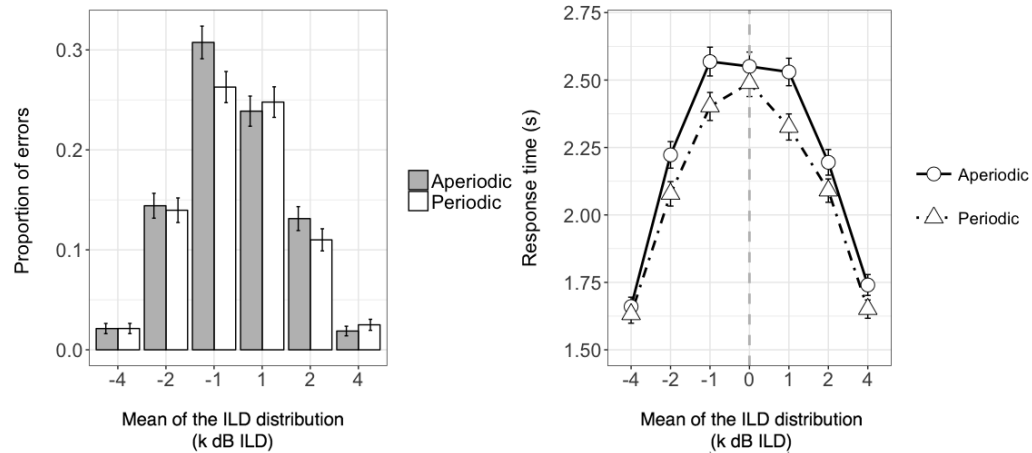 Proportion of errors
0.3
0.2
0.1
0.0
-4 -2 -1 1 2 4
Mean of the ILD distribution
(k dB ILD)
Aperiodic
Periodic
Response time (s)
2.75
2.50
2.25
2.00
1.75
1.50
-4 -2 -1 0 1 2 4
Mean of the ILD distribution
(k dB ILD)
Aperiodic
Periodic